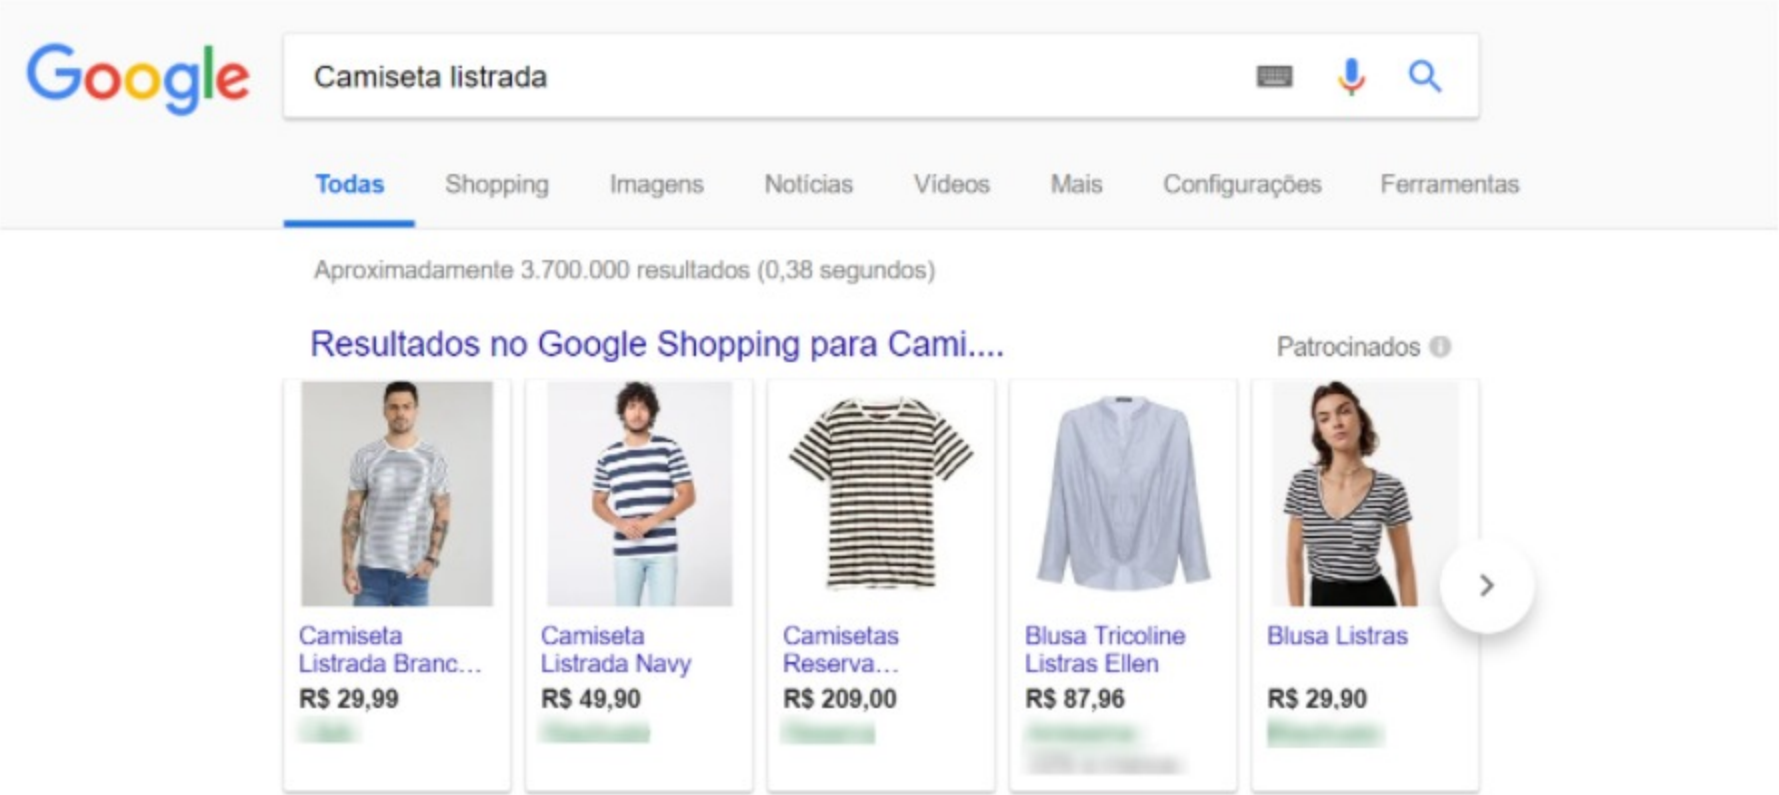 Google
Camiseta listrada
Todas Shopping Imagens Notícias Vídeos Mais Configurações Ferramentas
Aproximadamente 3.700.000 resultados (0,38 segundos)
Resultados no Google Shopping para Cami....
Patrocinados
Camiseta
Listrada Branc...
R$ 29,99
Camiseta
Listrada Navy
R$ 49,90
Camisetas
Reserva...
R$ 209,00
Blusa Tricoline
Listras Ellen
R$ 87,96
Blusa Listras
R$ 29,90